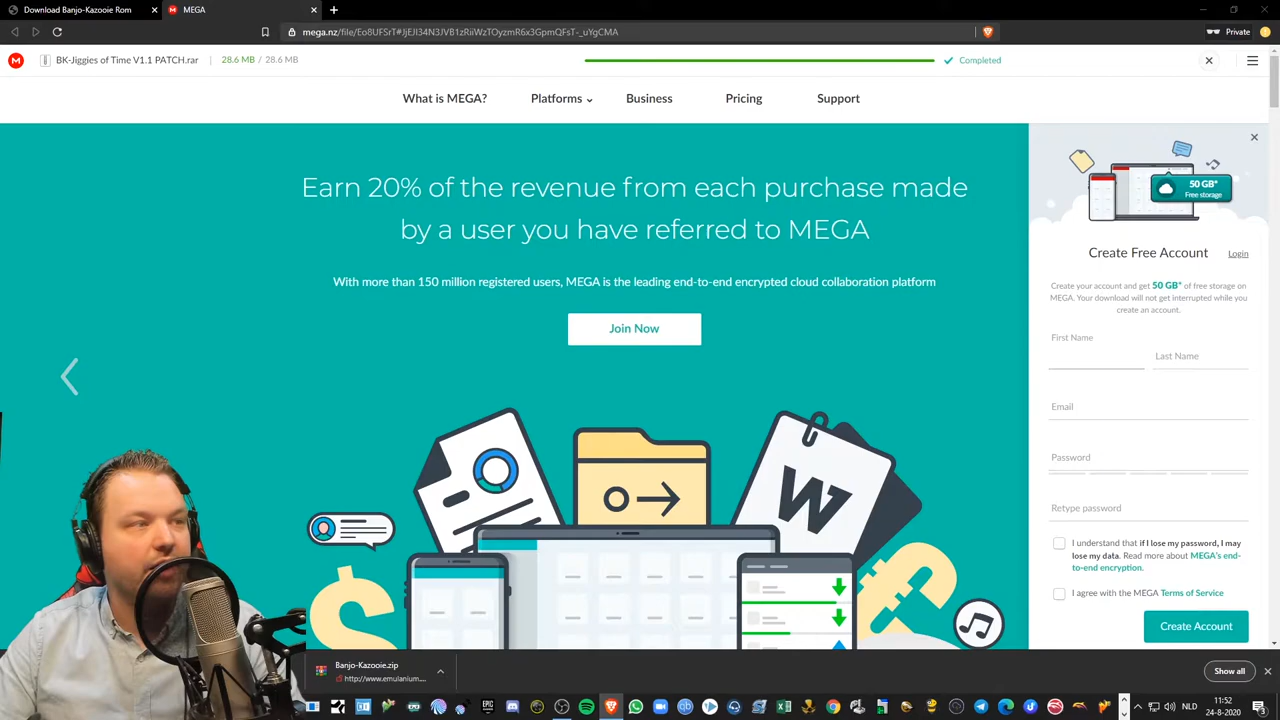 Download Banjo-Kazooie Rom
MEGA
mega.nz/file/Eo8UFSrT#JjEJI34N3JVB1zRiiWzTOyzmR6x3GpmQFsT-_uYgCMA
Private
BK-Jiggies of Time V1.1 PATCH.rar
28.6 MB / 28.6 MB
Completed
What is MEGA?
Platforms
Business
Pricing
Support
Earn 20% of the revenue from each purchase made
by a user you have referred to MEGA
With more than 150 million registered users, MEGA is the leading end-to-end encrypted cloud collaboration platform
Join Now
W
50 GB*
Free storage
Create Free Account
Login
Create your account and get 50 GB* of free storage on
MEGA. Your download will not get interrupted while you
create an account.
First Name
Last Name
Email
Password
Retype password
I understand that if I lose my password, I may
lose my data. Read more about MEGA's end-
to-end encryption.
I agree with the MEGA Terms of Service
Create Account
Banjo-Kazooie.zip
http://www.emulanium....
Show all
NLD
11:52
24-8-2020